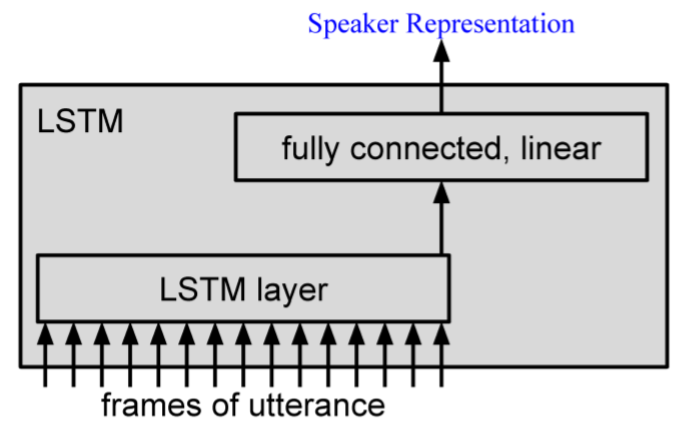 Speaker Representation
LSTM
fully connected, linear
LSTM layer
frames of utterance